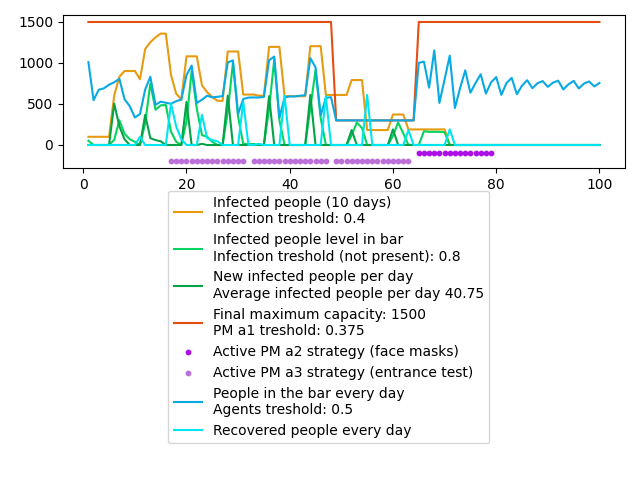 1500
1000
500
0
0
20
40
60
80
100
Infected people (10 days)
Infection treshold: 0.4
Infected people level in bar
Infection treshold (not present): 0.8
New infected people per day
Average infected people per day 40.75
Final maximum capacity: 1500
PM a1 treshold: 0.375
Active PM a2 strategy (face masks)
Active PM a3 strategy (entrance test)
People in the bar every day
Agents treshold: 0.5
Recovered people every day